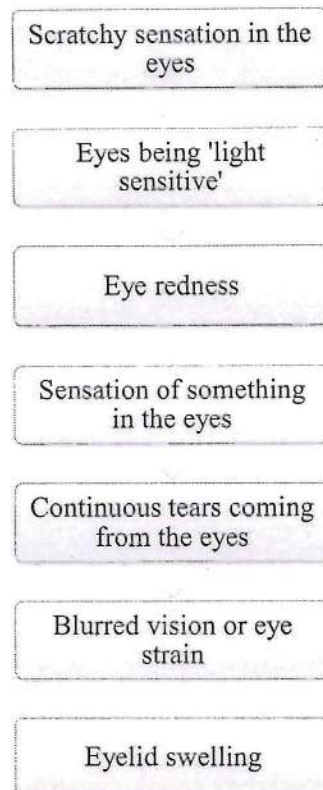 Scratchy sensation in the
eyes
Eyes being 'light
sensitive'
Eye redness
Sensation of something
in the eyes
Continuous tears coming
from the eyes
Blurred vision or eye
strain
Eyelid swelling